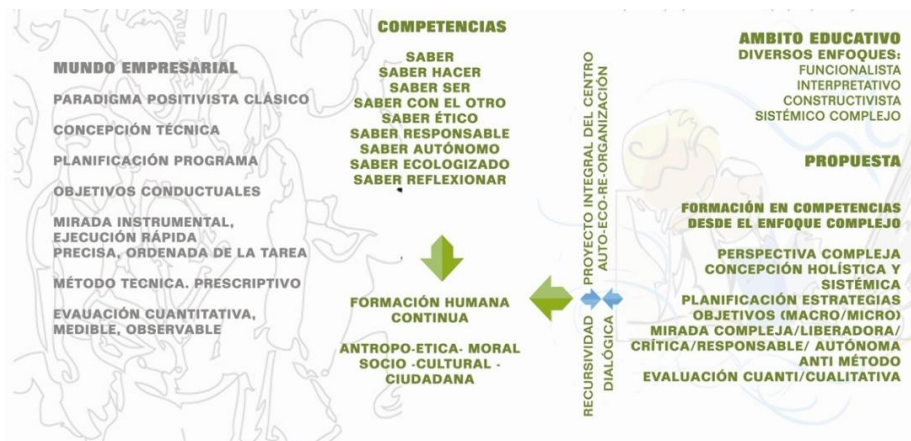 MUNDO EMPRESARIAL
PARADIGMA POSITIVISTA CLÁSICO
CONCEPCIÓN TÉCNICA
PLANIFICACIÓN PROGRAMA
OBJETIVOS CONDUCTUALES
MIRADA INSTRUMENTAL,
EJECUCIÓN RÁPIDA
PRECISA, ORDENADA DE LA TAREA
MÉTODO TECNICA. PRESCRIPTIVO
EVALUACIÓN CUANTITATIVA,
MEDIBLE, OBSERVABLE
COMPETENCIAS
SABER
SABER HACER
SABER SER
SABER CON EL OTRO
SABER ÉTICO
SABER RESPONSABLE
SABER AUTÓNOMO
SABER ECOLOGIZADO
SABER REFLEXIONAR
FORMACIÓN HUMANA
CONTINUA
ANTROPO-ETICA- MORAL
SOCIO -CULTURAL -
CIUDADANA
PROYECTO INTEGRAL DEL CENTRO
AUTO-ECO-RE-ORGANIZACIÓN
RECURSIVIDAD
DIALÓGICA
AMBITO EDUCATIVO
DIVERSOS ENFOQUES:
FUNCIONALISTA
INTERPRETATIVO
CONSTRUCTIVISTA
SISTÉMICO COMPLEJO
PROPUESTA
FORMACIÓN EN COMPETENCIAS
DESDE EL ENFOQUE COMPLEJO
PERSPECTIVA COMPLEJA
CONCEPCIÓN HOLÍSTICA Y
SISTÉMICA
PLANIFICACIÓN ESTRATEGIAS
OBJETIVOS (MACRO/MICRO)
MIRADA COMPLEJA/LIBERADORA/
CRÍTICA/RESPONSABLE/ AUTÓNOMA
ANTI MÉTODO
EVALUACIÓN CUANTI/CUALITATIVA